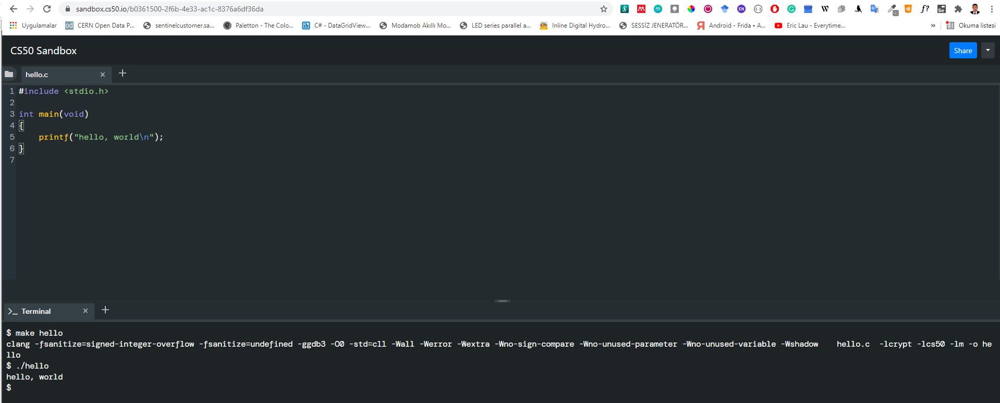 sandbox.cs50.io/b0361500-2f6b-4e33-ac1c-8376a6df36da
Uygulamalar od CERN Open Data P... sentinelcustomer.sa... Paletton - The Colo... C# - DataGridView... Modamob Akıllı Mo... LED series parallel a... Inline Digital Hydro... SESSİZ JENERATÖR... Android - Frida • A... Eric Lau - Everytime... » Okuma listesi
CS50 Sandbox Share
hello.c × +
1 #include <stdio.h>
2
3 int main(void)
4 {
5     printf("hello, world\n");
6 }
7
>_ Terminal × +
$ make hello
clang -fsanitize=signed-integer-overflow -fsanitize=undefined -ggdb3 -O0 -std=c11 -Wall -Werror -Wextra -Wno-sign-compare -Wno-unused-parameter -Wno-unused-variable -Wshadow    hello.c  -lcrypt -lcs50 -lm -o he
llo
$ ./hello
hello, world
$